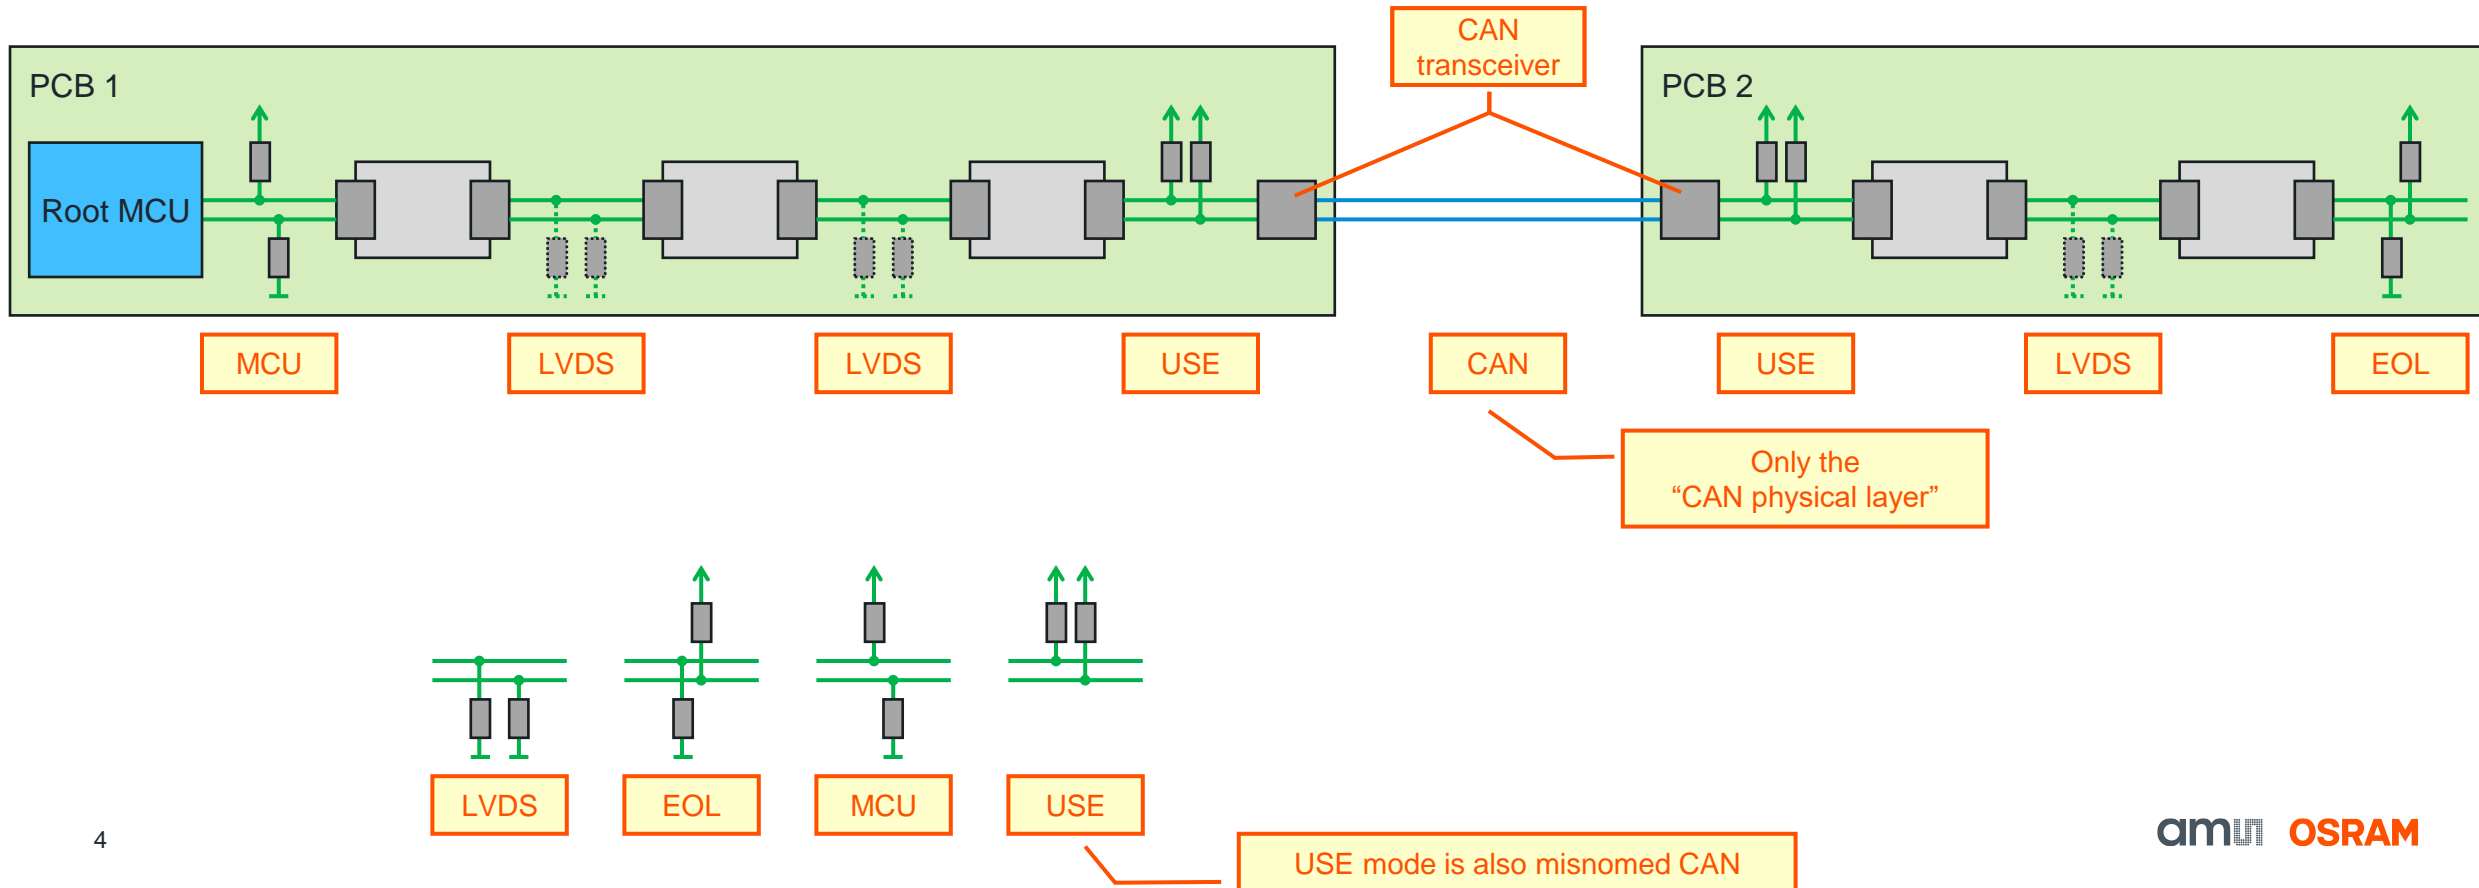 CAN
transceiver
PCB 1
PCB 2
Root MCU
MCU
LVDS
LVDS
USE
CAN
USE
LVDS
EOL
Only the
“CAN physical layer”
LVDS
EOL
MCU
USE
USE mode is also misnomed CAN
4
am
OSRAM